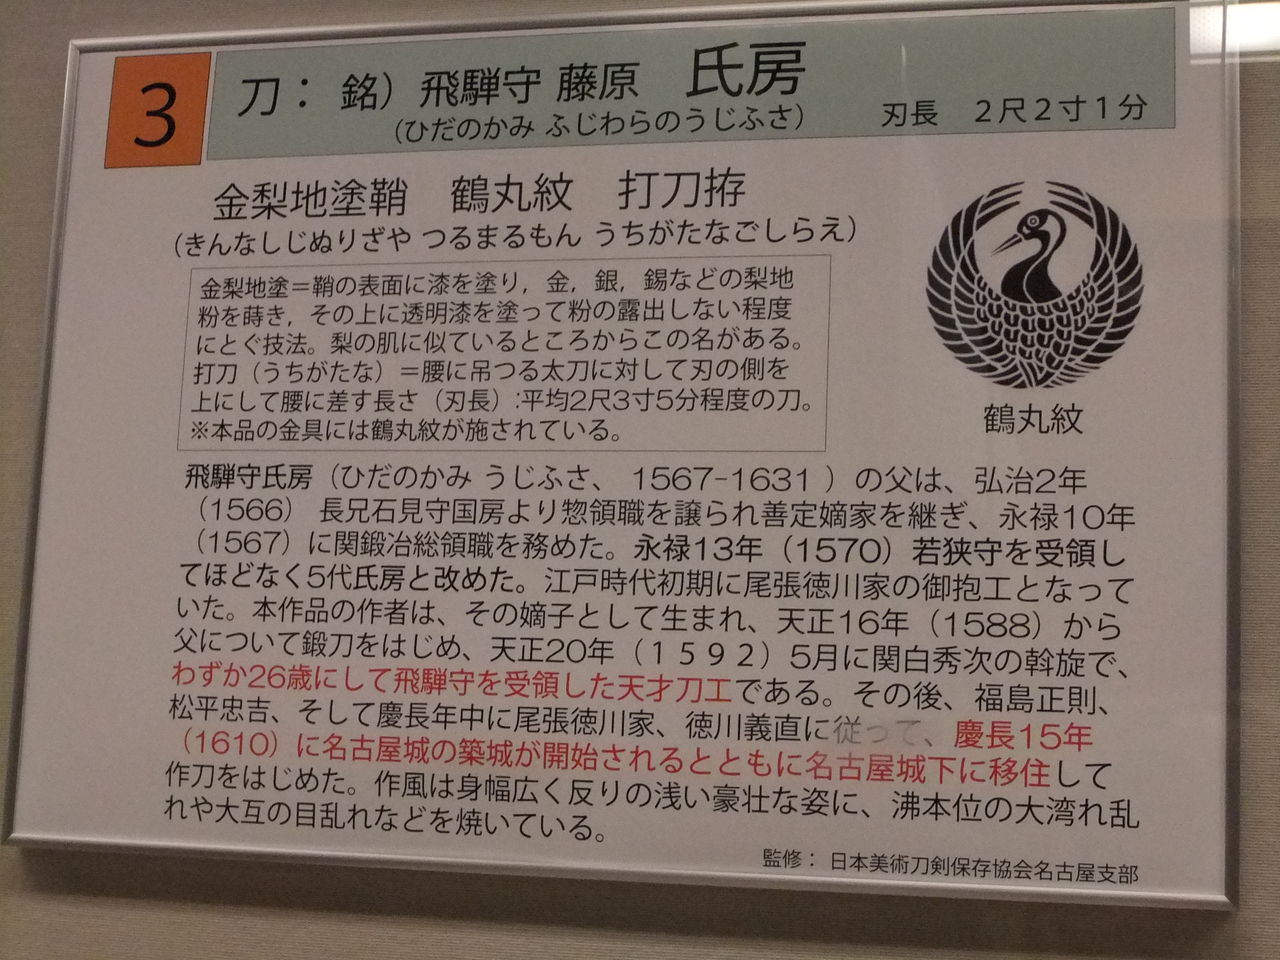 3
刀： 銘）飛騨守 藤原 氏房
（ひだのかみ ふじわらのうじふさ）
刃長 ２尺２寸１分
金梨地塗鞘 鶴丸紋 打刀拵
（きんなしじぬりざや つるまるもん うちがたなごしらえ）
金梨地塗＝鞘の表面に漆を塗り，金，銀，錫などの梨地
粉を蒔き，その上に透明漆を塗って粉の露出しない程度
にとぐ技法。梨の肌に似ているところからこの名がある。
打刀（うちがたな）＝腰に吊つる太刀に対して刃の側を
上にして腰に差す長さ（刃長）:平均2尺3寸5分程度の刀。
※本品の金具には鶴丸紋が施されている。
鶴丸紋
飛騨守氏房（ひだのかみ うじふさ、 1567-1631 ）の父は、弘治2年
（1566） 長兄石見守国房より惣領職を譲られ善定嫡家を継ぎ、永禄10年
（1567）に関鍛冶総領職を務めた。永禄13年（1570）若狭守を受領し
てほどなく5代氏房と改めた。江戸時代初期に尾張徳川家の御抱工となって
いた。本作品の作者は、その嫡子として生まれ、天正16年（1588）から
父について鍛刀をはじめ、天正20年（１５９２）5月に関白秀次の斡旋で、
わずか26歳にして飛騨守を受領した天才刀工である。その後、福島正則、
松平忠吉、そして慶長年中に尾張徳川家、徳川義直に従って、慶長15年
（1610）に名古屋城の築城が開始されるとともに名古屋城下に移住して
作刀をはじめた。作風は身幅広く反りの浅い豪壮な姿に、沸本位の大湾れ乱
れや大互の目乱れなどを焼いている。
監修： 日本美術刀剣保存協会名古屋支部